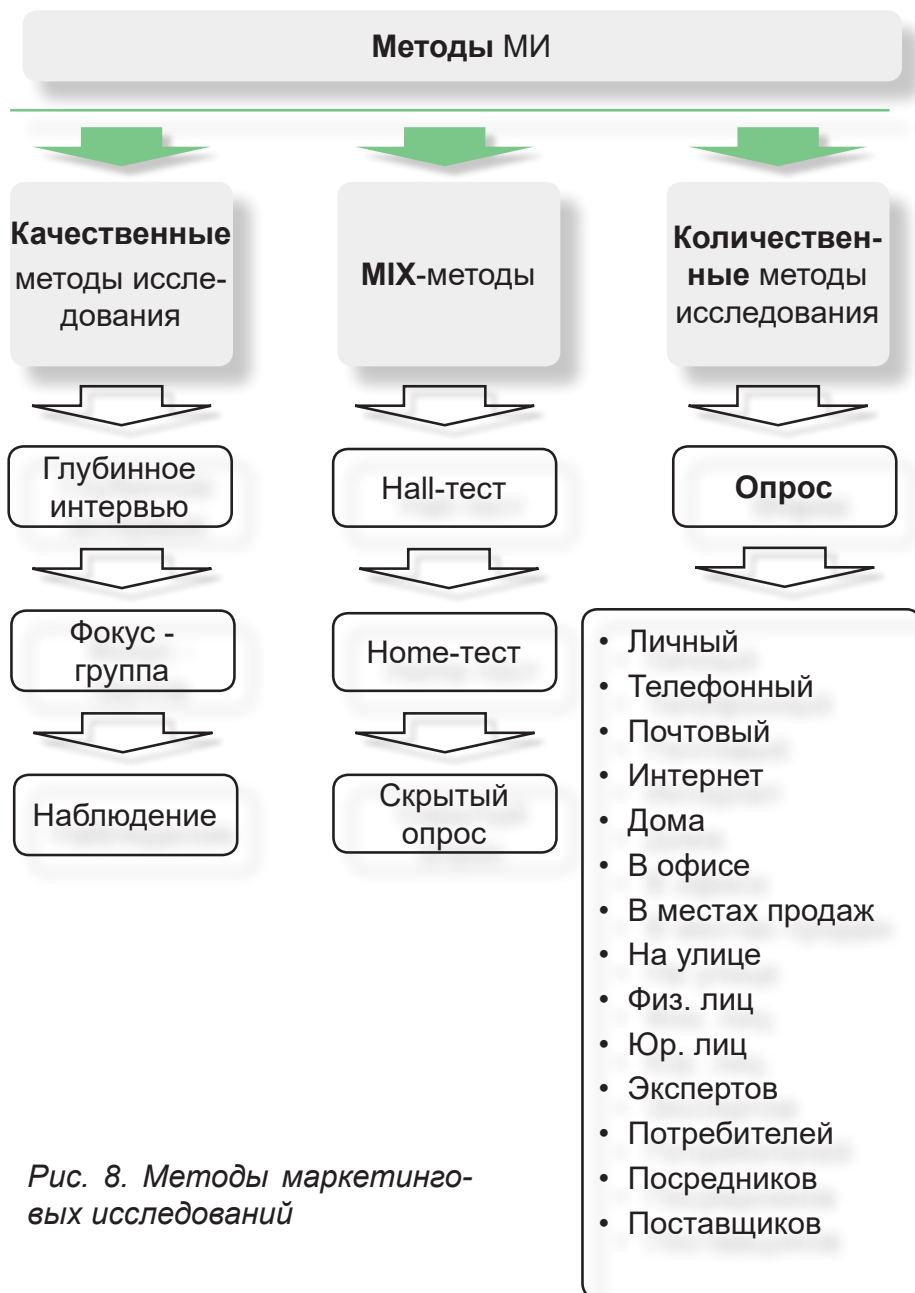 Методы МИ
Качественные
методы иссле-
дования
MIX-методы
Количествен-
ные методы
исследования
Глубинное
интервью
Hall-тест
Опрос
Фокус -
группа
Home-тест
Наблюдение
Скрытый
опрос
• Личный
• Телефонный
• Почтовый
• Интернет
• Дома
• В офисе
• В местах продаж
• На улице
• Физ. лиц
• Юр. лиц
• Экспертов
• Потребителей
• Посредников
• Поставщиков
Рис. 8. Методы маркетинго-
вых исследований